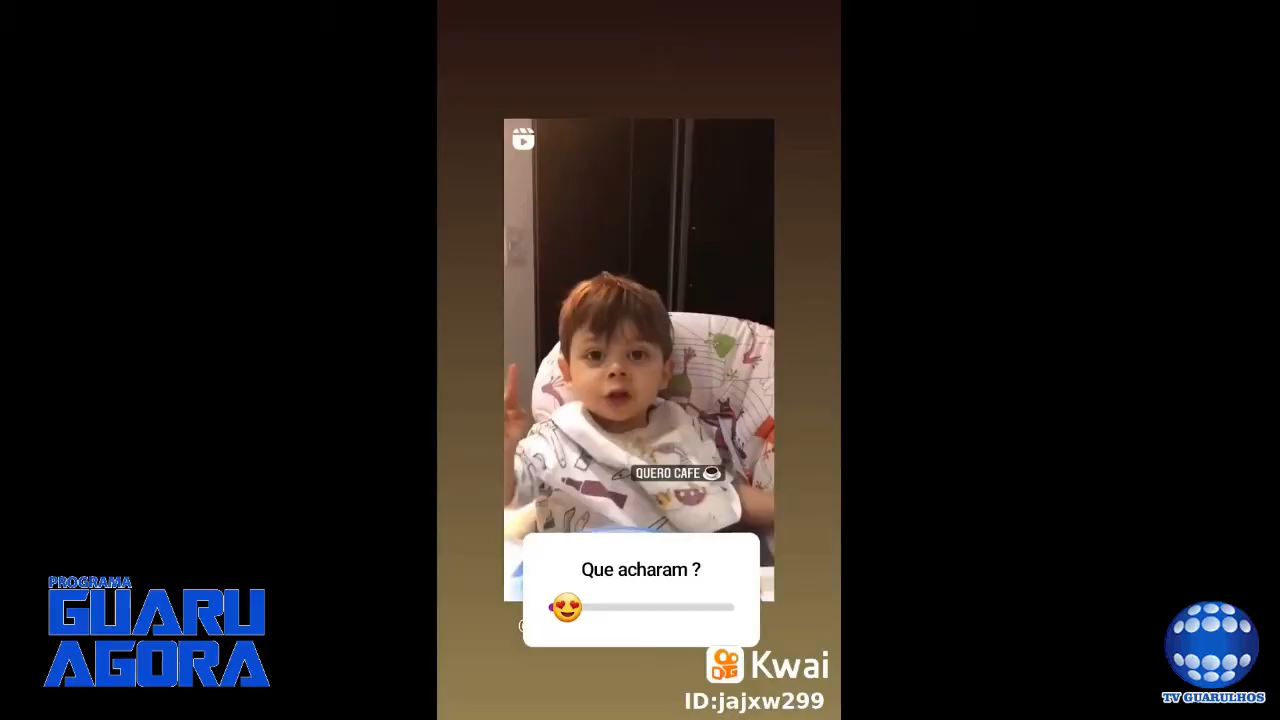 QUERO CAFE
Que acharam ?
PROGRAMA
GUARU
AGORA
Kwai
ID:jajxw299
TV GUARULHOS